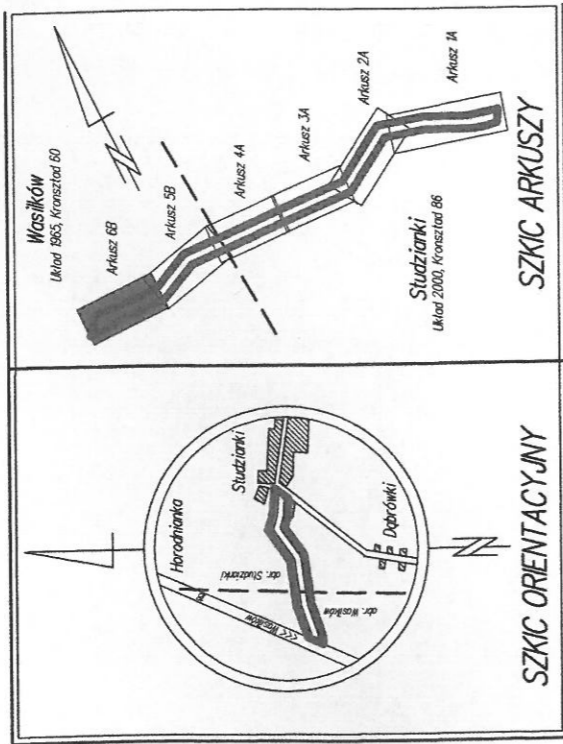 Wasilków
Układ 1965, Kronsztad 60
Arkusz 6B
Arkusz 5B
Arkusz 4A
Arkusz 3A
Arkusz 2A
Arkusz 1A
N
Studzianki
Układ 2000, Kronsztad 86
SZKIC ARKUSZY
Horodnianka
Studzianki
obr. Studzianki
obr. Wasilków
<<< Wasilków
Dąbrówki
N
SZKIC ORIENTACYJNY